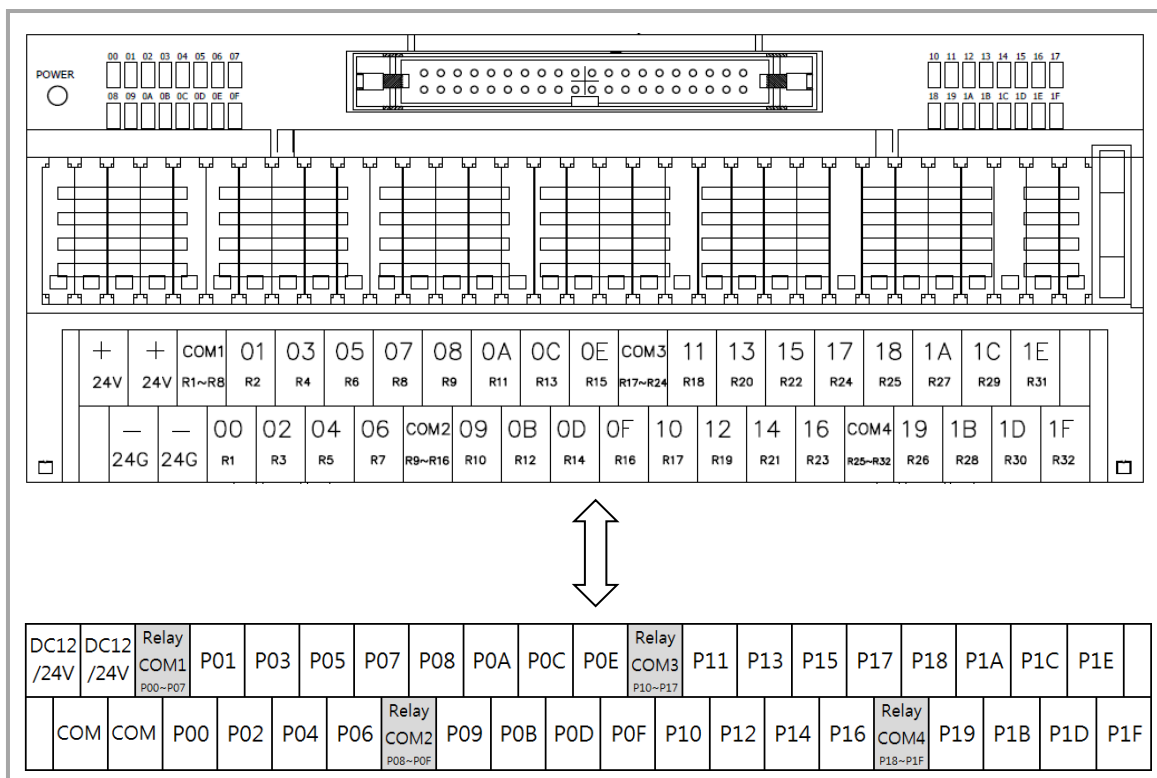 00 01 02 03 04 05 06 07
10 11 12 13 14 15 16 17
POWER
08 09 0A 0B 0C 0D 0E 0F
18 19 1A 1B 1C 1D 1E 1F
+ + COM1 01 03 05 07 08 0A 0C 0E COM3 11 13 15 17 18 1A 1C 1E
24V 24V R1~R8 R2 R4 R6 R8 R9 R11 R13 R15 R17~R24 R18 R20 R22 R24 R25 R27 R29 R31
− − 00 02 04 06 COM2 09 0B 0D 0F 10 12 14 16 COM4 19 1B 1D 1F
24G 24G R1 R3 R5 R7 R9~R16 R10 R12 R14 R16 R17 R19 R21 R23 R25~R32 R26 R28 R30 R32
DC12 DC12 Relay Relay
/24V /24V COM1 P01 P03 P05 P07 P08 P0A P0C P0E COM3 P11 P13 P15 P17 P18 P1A P1C P1E
P00~P07 P10~P17
Relay Relay
COM COM P00 P02 P04 P06 COM2 P09 P0B P0D P0F P10 P12 P14 P16 COM4 P19 P1B P1D P1F
P08~P0F P18~P1F